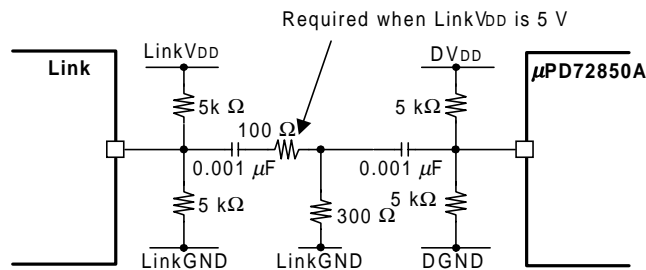 Required when LinkVDD is 5 V
LinkVDD
DVDD
Link
μPD72850A
5k Ω
5 kΩ
100 Ω
0.001 μF
0.001 μF
5 kΩ
300 Ω
5 kΩ
LinkGND
LinkGND
DGND